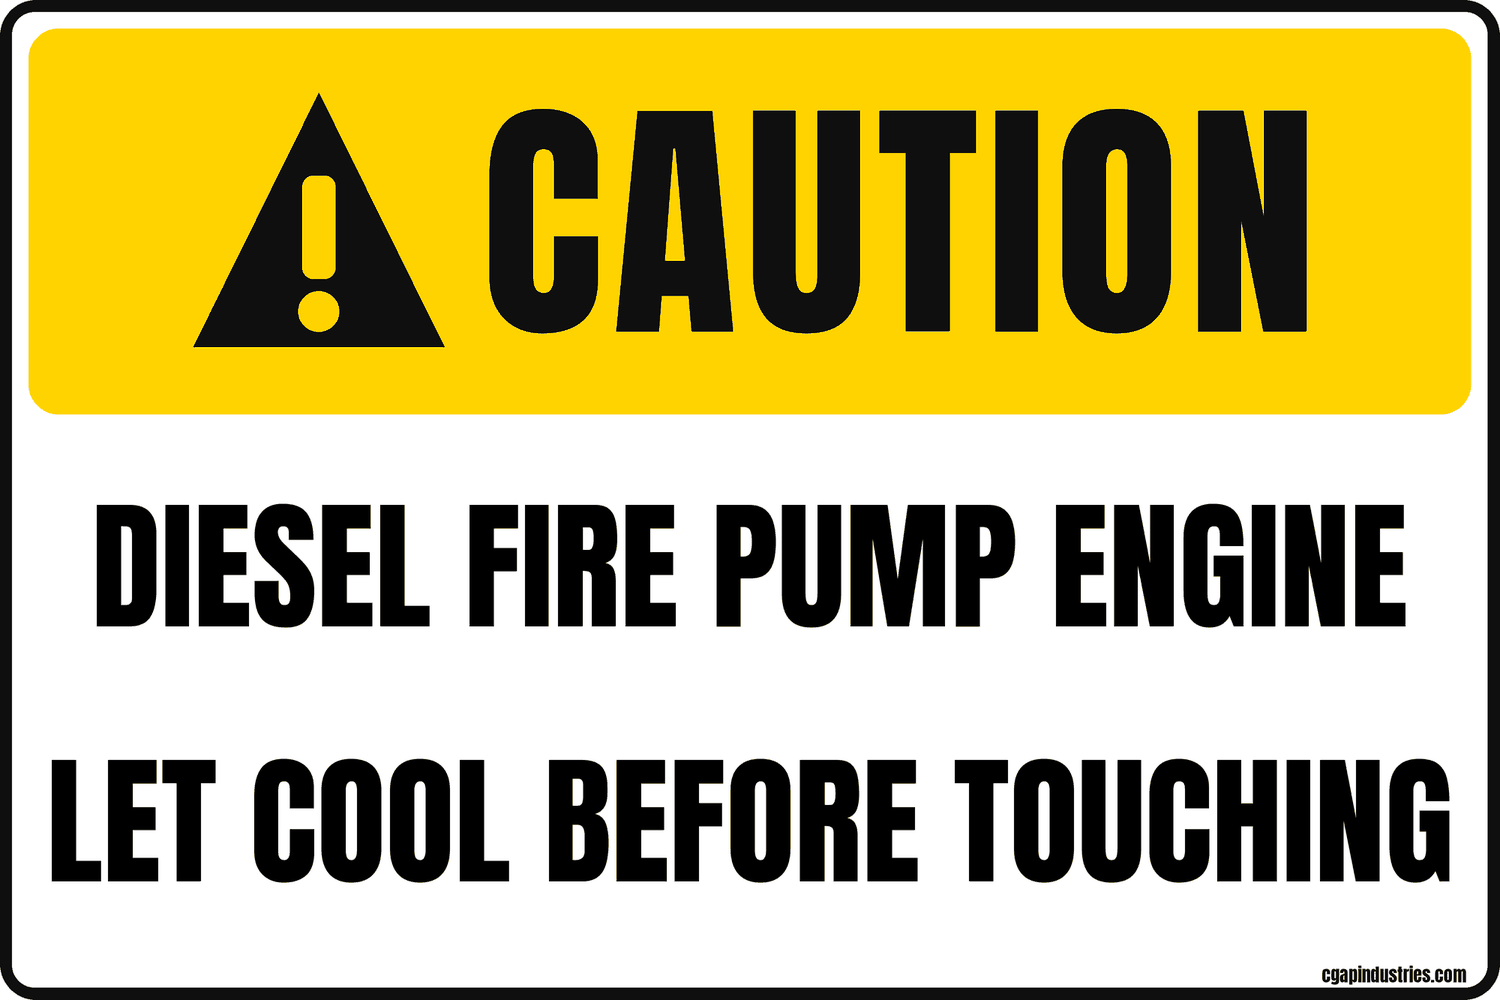 CAUTION
DIESEL FIRE PUMP ENGINE
LET COOL BEFORE TOUCHING
cgapindustries.com